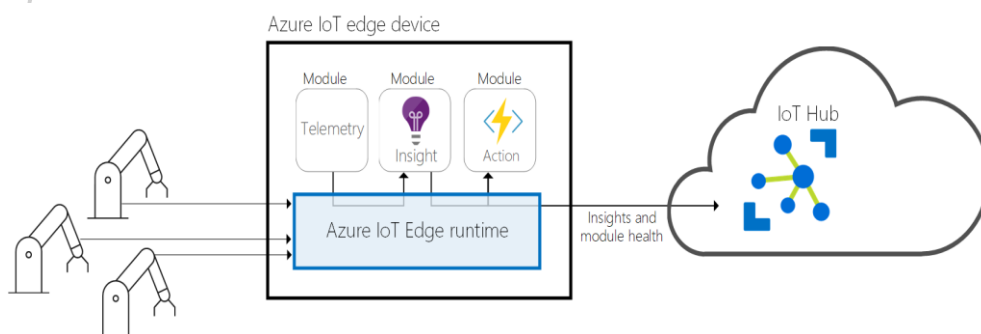 Azure IoT edge device
Module
Module
Module
Telemetry
Insight
Action
IoT Hub
Azure IoT Edge runtime
Insights and
module health